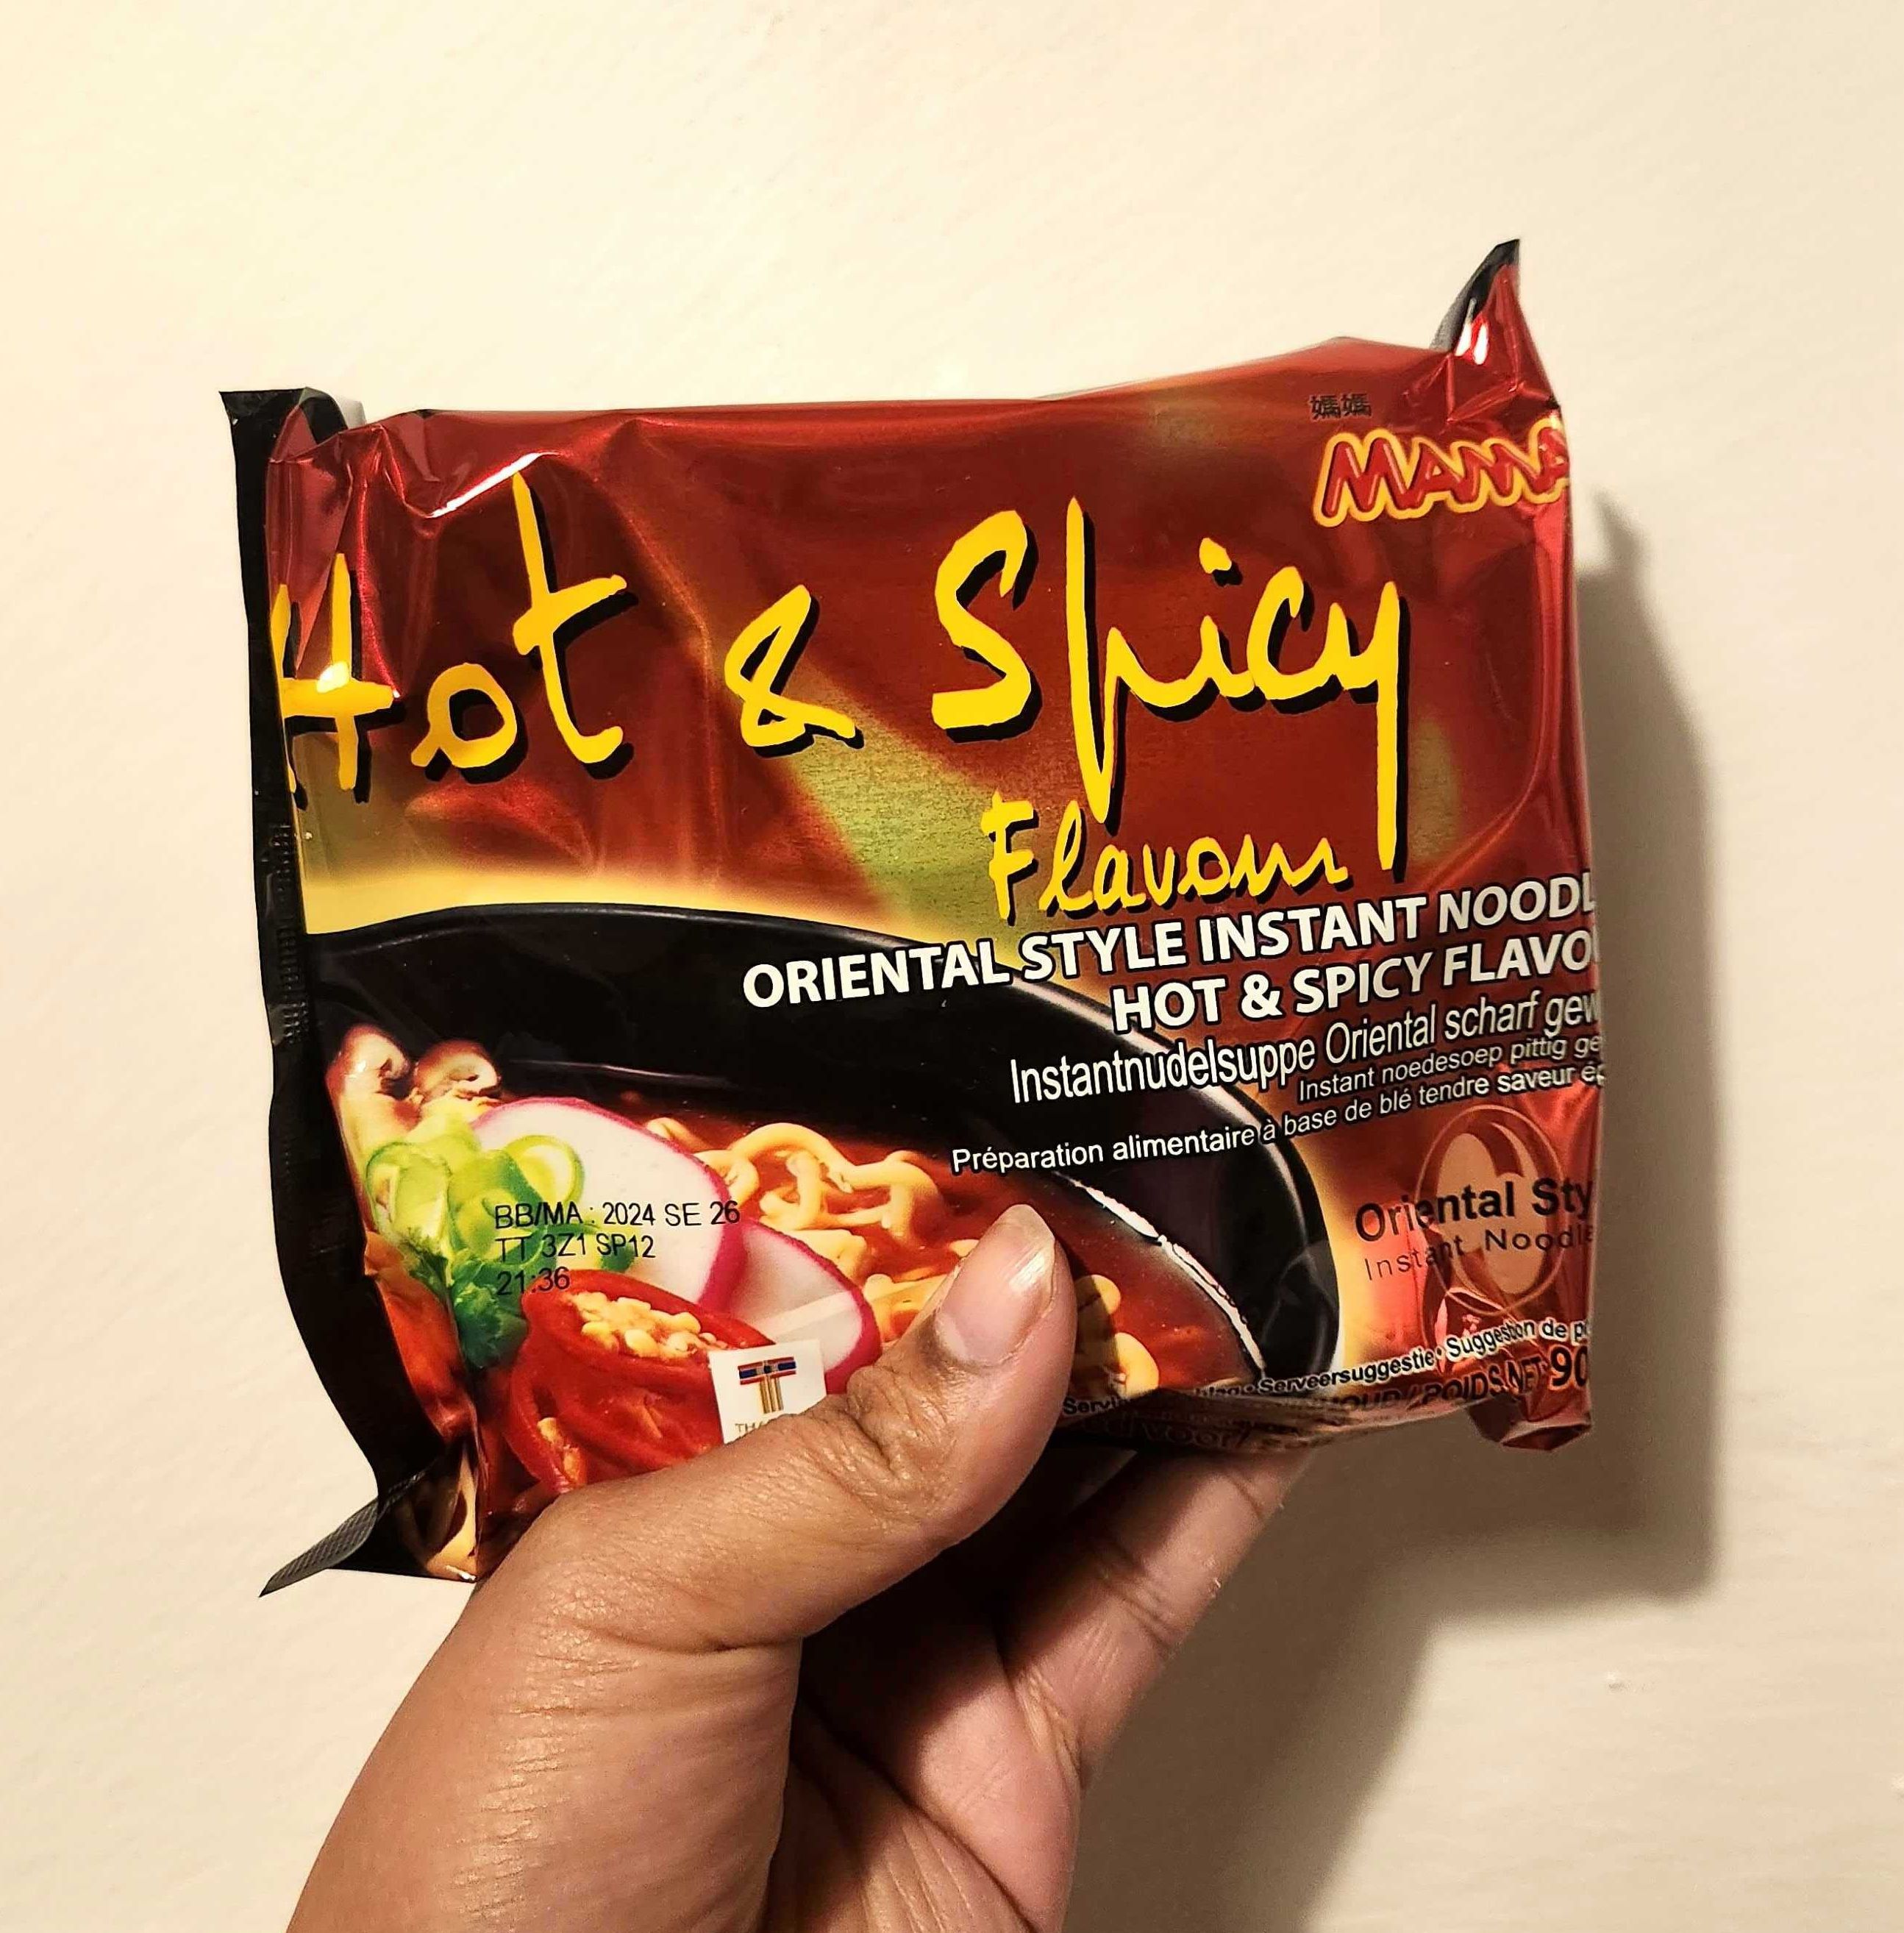 媽媽
MAMA
Hot & Spicy
Flavour
ORIENTAL STYLE INSTANT NOODL
HOT & SPICY FLAVO
Instantnudelsuppe Oriental scharf gew
Instant noedesoep pittig ge
Préparation alimentaire à base de blé tendre saveur ép
BB/MA : 2024 SE 26
TT 3Z1 SP12
21:36
Oriental Sty
Instant Noodle
Serveersuggestie • Suggestion de p
POIDS NET 90